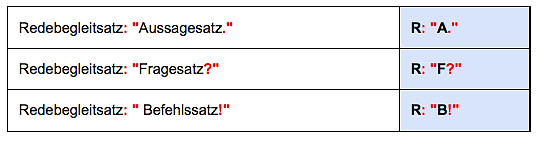 Redebegleitsatz: "Aussagesatz." R: "A."
Redebegleitsatz: "Fragesatz?" R: "F?"
Redebegleitsatz: " Befehlssatz!" R: "B!"